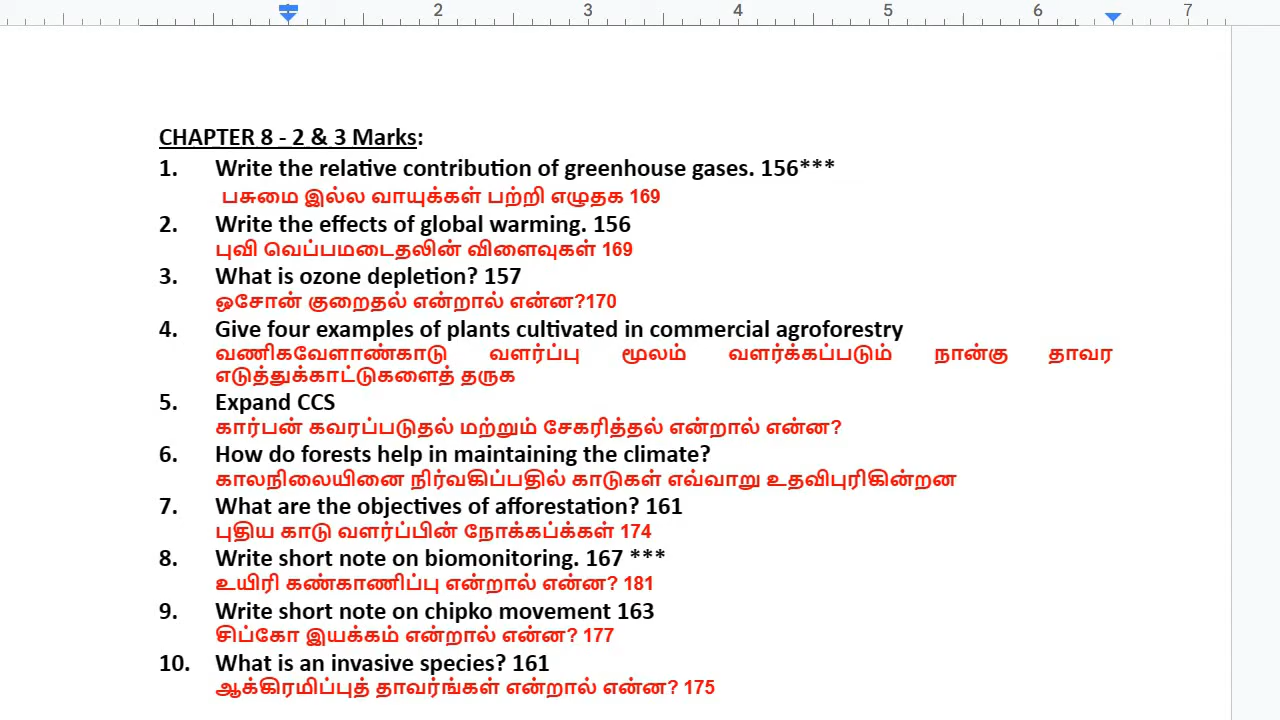 1 2 3 4 5 6 7
CHAPTER 8 - 2 & 3 Marks:
1. Write the relative contribution of greenhouse gases. 156***
பசுமை இல்ல வாயுக்கள் பற்றி எழுதக 169
2. Write the effects of global warming. 156
புவி வெப்பமடைதலின் விளைவுகள் 169
3. What is ozone depletion? 157
ஒசோன் குறைதல் என்றால் என்ன?170
4. Give four examples of plants cultivated in commercial agroforestry
வணிகவேளாண்காடு வளர்ப்பு மூலம் வளர்க்கப்படும் நான்கு தாவர
எடுத்துக்காட்டுகளைத் தருக
5. Expand CCS
கார்பன் கவரப்படுதல் மற்றும் சேகரித்தல் என்றால் என்ன?
6. How do forests help in maintaining the climate?
காலநிலையினை நிர்வகிப்பதில் காடுகள் எவ்வாறு உதவிபுரிகின்றன
7. What are the objectives of afforestation? 161
புதிய காடு வளர்ப்பின் நோக்கப்க்கள் 174
8. Write short note on biomonitoring. 167 ***
உயிரி கண்காணிப்பு என்றால் என்ன? 181
9. Write short note on chipko movement 163
சிப்கோ இயக்கம் என்றால் என்ன? 177
10. What is an invasive species? 161
ஆக்கிரமிப்புத் தாவர்ங்கள் என்றால் என்ன? 175